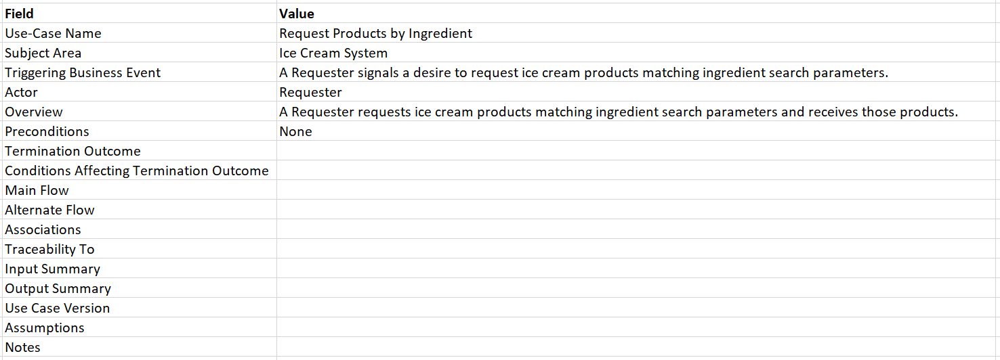 Field Value
Use-Case Name Request Products by Ingredient
Subject Area Ice Cream System
Triggering Business Event A Requester signals a desire to request ice cream products matching ingredient search parameters.
Actor Requester
Overview A Requester requests ice cream products matching ingredient search parameters and receives those products.
Preconditions None
Termination Outcome
Conditions Affecting Termination Outcome
Main Flow
Alternate Flow
Associations
Traceability To
Input Summary
Output Summary
Use Case Version
Assumptions
Notes